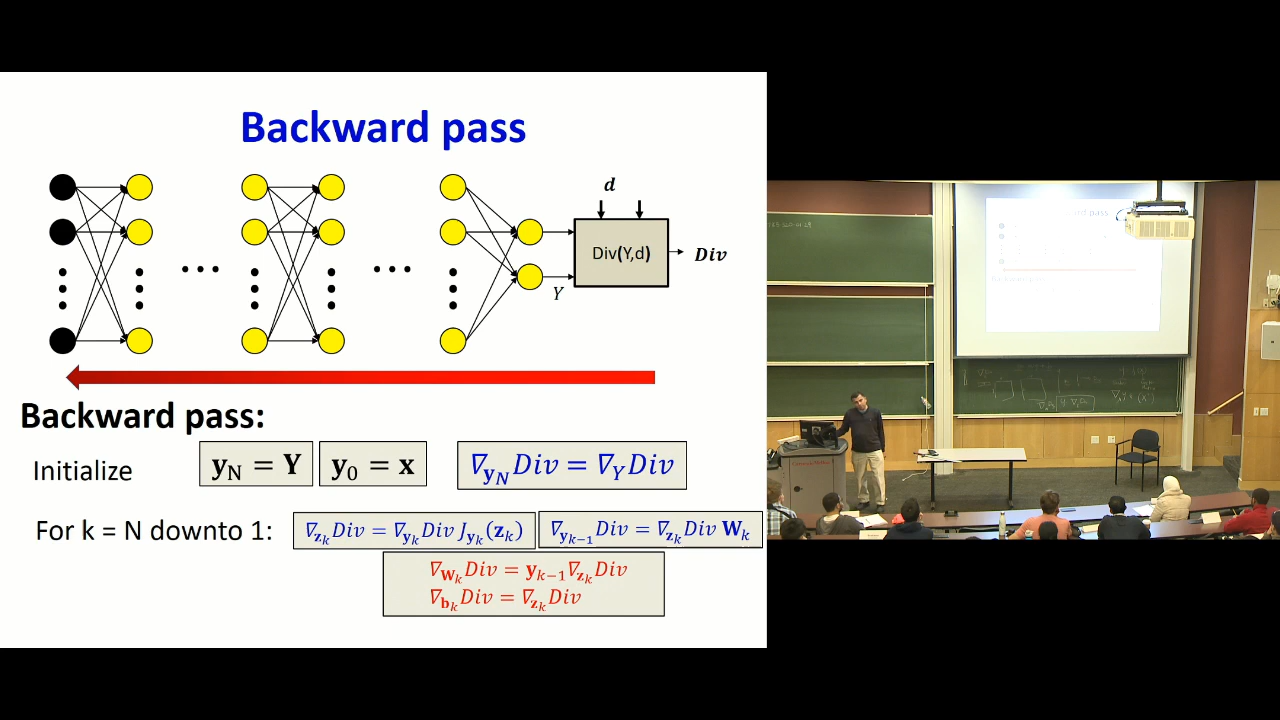 Backward pass
d
Div(Y,d)
Div
Y
Backward pass:
Initialize
y_N = Y
y_0 = x
∇_{y_N} Div = ∇_Y Div
For k = N downto 1:
∇_{z_k} Div = ∇_{y_k} Div J_{y_k}(z_k)
∇_{y_{k-1}} Div = ∇_{z_k} Div W_k
∇_{W_k} Div = y_{k-1} ∇_{z_k} Div
∇_{b_k} Div = ∇_{z_k} Div